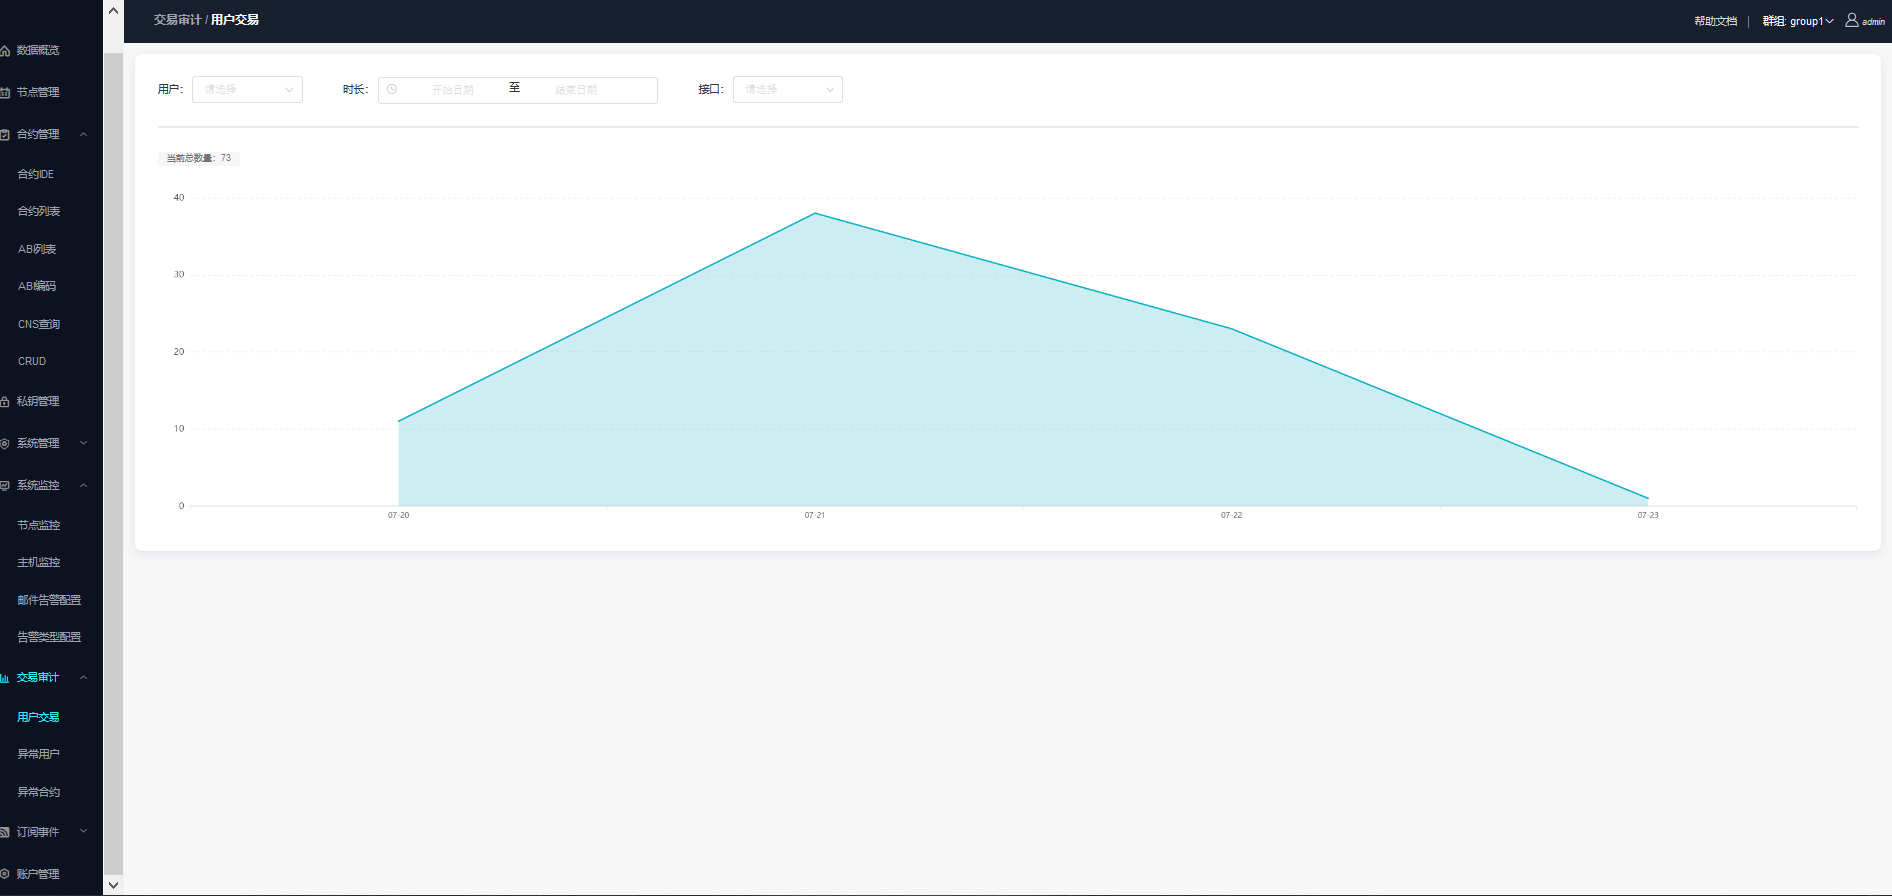 交易审计 / 用户交易
帮助文档
群组: group1
admin
数据概览
节点管理
合约管理
合约IDE
合约列表
AB列表
AB编码
CNS查询
CRUD
私钥管理
系统管理
系统监控
节点监控
主机监控
邮件告警配置
告警类型配置
交易审计
用户交易
异常用户
异常合约
订阅事件
账户管理
用户: 请选择
时长: 开始日期 至 结束日期
接口: 请选择
当前总数量: 73
40
30
20
10
0
07-20
07-21
07-22
07-23